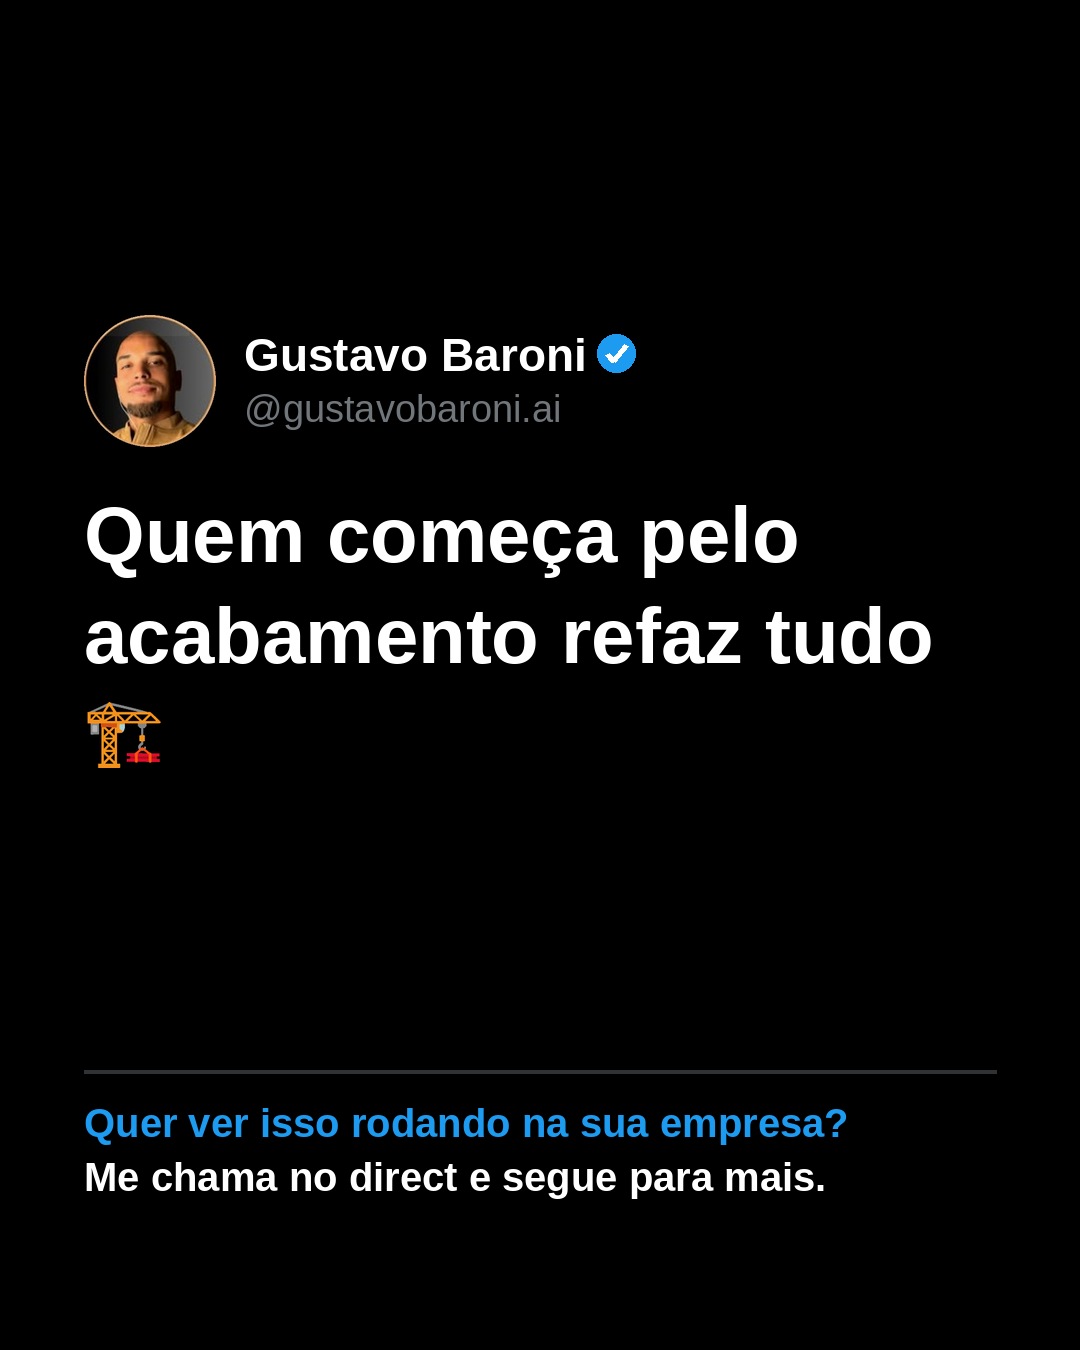 Gustavo Baroni
@gustavobaroni.ai
Quem começa pelo
acabamento refaz tudo
🏗️
Quer ver isso rodando na sua empresa?
Me chama no direct e segue para mais.